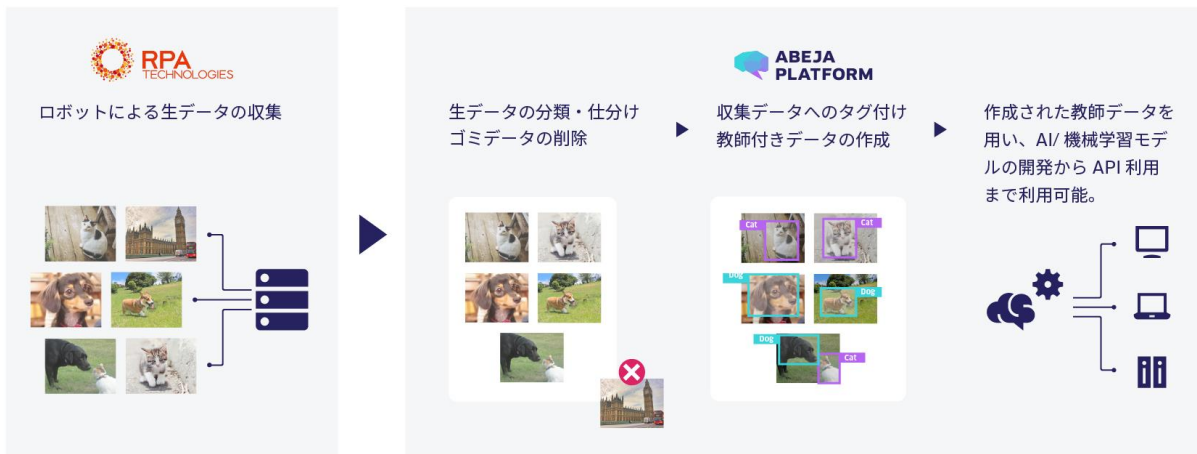 RPA
TECHNOLOGIES
ロボットによる生データの収集
ABEJA
PLATFORM
生データの分類・仕分け
ゴミデータの削除
収集データへのタグ付け
教師付きデータの作成
作成された教師データを
用い、AI/ 機械学習モデ
ルの開発から API 利用
まで利用可能。
Cat
Cat
Dog
Dog
Dog
Cat